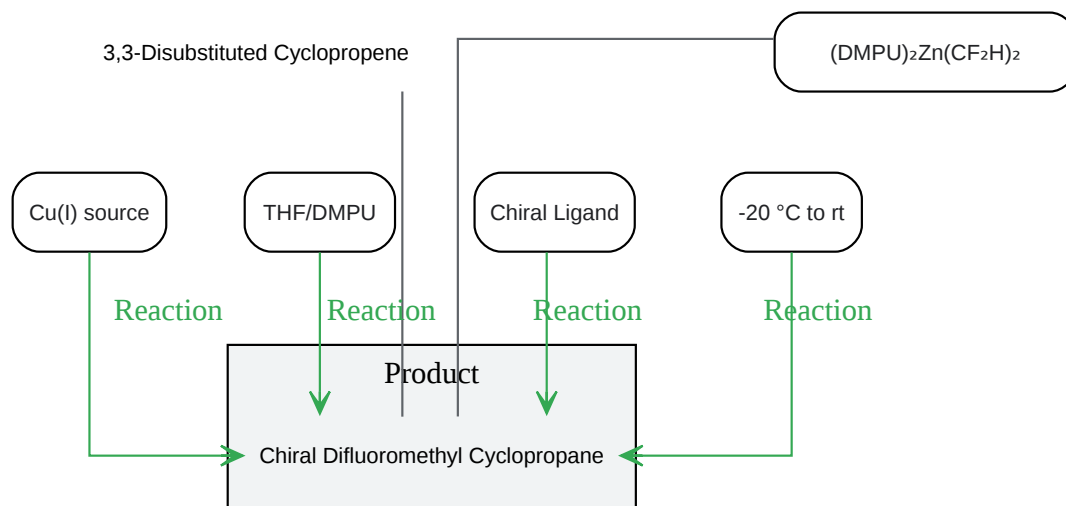 3,3-Disubstituted Cyclopropene
(DMPU)₂Zn(CF₂H)₂
Cu(I) source
THF/DMPU
Chiral Ligand
-20 °C to rt
Reaction
Reaction
Reaction
Reaction
Product
Chiral Difluoromethyl Cyclopropane